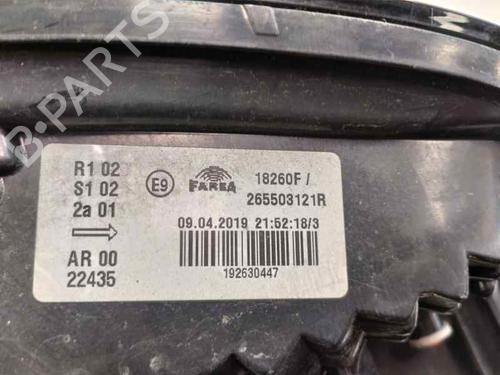 B-PARTS
R1 02
S1 02
2a 01
AR 00
22435
E9
FARBA
18260F /
265503121R
09.04.2019 21:52:18/3
192630447